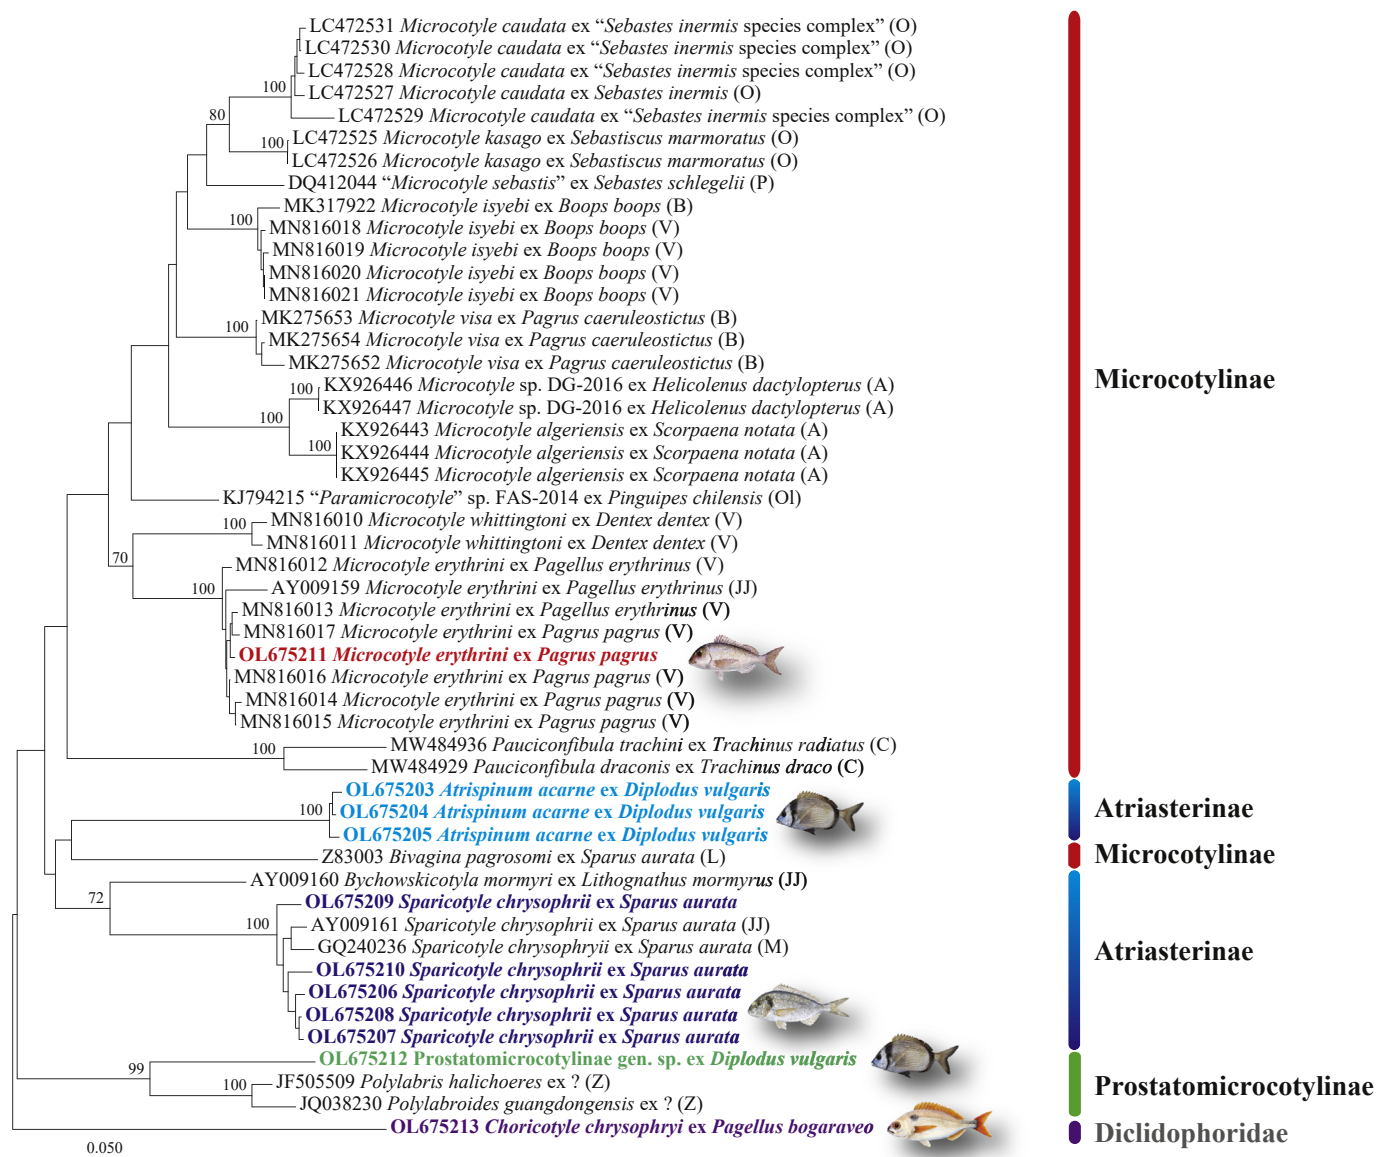 LC472531 Microcotyle caudata ex “Sebastes inermis species complex” (O)
LC472530 Microcotyle caudata ex “Sebastes inermis species complex” (O)
LC472528 Microcotyle caudata ex “Sebastes inermis species complex” (O)
100
LC472527 Microcotyle caudata ex Sebastes inermis (O)
80
LC472529 Microcotyle caudata ex “Sebastes inermis species complex” (O)
LC472525 Microcotyle kasago ex Sebastiscus marmoratus (O)
100
LC472526 Microcotyle kasago ex Sebastiscus marmoratus (O)
DQ412044 “Microcotyle sebastis” ex Sebastes schlegelii (P)
MK317922 Microcotyle isyebi ex Boops boops (B)
100
MN816018 Microcotyle isyebi ex Boops boops (V)
MN816019 Microcotyle isyebi ex Boops boops (V)
MN816020 Microcotyle isyebi ex Boops boops (V)
MN816021 Microcotyle isyebi ex Boops boops (V)
MK275653 Microcotyle visa ex Pagrus caeruleostictus (B)
100
MK275654 Microcotyle visa ex Pagrus caeruleostictus (B)
MK275652 Microcotyle visa ex Pagrus caeruleostictus (B)
Microcotylinae
100
KX926446 Microcotyle sp. DG-2016 ex Helicolenus dactylopterus (A)
KX926447 Microcotyle sp. DG-2016 ex Helicolenus dactylopterus (A)
100
KX926443 Microcotyle algeriensis ex Scorpaena notata (A)
100
KX926444 Microcotyle algeriensis ex Scorpaena notata (A)
KX926445 Microcotyle algeriensis ex Scorpaena notata (A)
KJ794215 “Paramicrocotyle” sp. FAS-2014 ex Pinguipes chilensis (Ol)
MN816010 Microcotyle whittingtoni ex Dentex dentex (V)
100
MN816011 Microcotyle whittingtoni ex Dentex dentex (V)
70
MN816012 Microcotyle erythrini ex Pagellus erythrinus (V)
100
AY009159 Microcotyle erythrini ex Pagellus erythrinus (JJ)
MN816013 Microcotyle erythrini ex Pagellus erythrinus (V)
MN816017 Microcotyle erythrini ex Pagrus pagrus (V)
OL675211 Microcotyle erythrini ex Pagrus pagrus
MN816016 Microcotyle erythrini ex Pagrus pagrus (V)
MN816014 Microcotyle erythrini ex Pagrus pagrus (V)
MN816015 Microcotyle erythrini ex Pagrus pagrus (V)
MW484936 Pauciconfibula trachini ex Trachinus radiatus (C)
100
MW484929 Pauciconfibula draconis ex Trachinus draco (C)
OL675203 Atrispinum acarne ex Diplodus vulgaris
100
OL675204 Atrispinum acarne ex Diplodus vulgaris
Atriasterinae
OL675205 Atrispinum acarne ex Diplodus vulgaris
Z83003 Bivagina pagrosomi ex Sparus aurata (L)
Microcotylinae
AY009160 Bychowskicotyla mormyri ex Lithognathus mormyrus (JJ)
72
OL675209 Sparicotyle chrysophrii ex Sparus aurata
100
AY009161 Sparicotyle chrysophrii ex Sparus aurata (JJ)
GQ240236 Sparicotyle chrysophryii ex Sparus aurata (M)
Atriasterinae
OL675210 Sparicotyle chrysophrii ex Sparus aurata
OL675206 Sparicotyle chrysophrii ex Sparus aurata
OL675208 Sparicotyle chrysophrii ex Sparus aurata
OL675207 Sparicotyle chrysophrii ex Sparus aurata
OL675212 Prostatomicrocotylinae gen. sp. ex Diplodus vulgaris
99
JF505509 Polylabris halichoeres ex ? (Z)
100
Prostatomicrocotylinae
JQ038230 Polylabroides guangdongensis ex ? (Z)
OL675213 Choricotyle chrysophryi ex Pagellus bogaraveo
Diclidophoridae
0.050